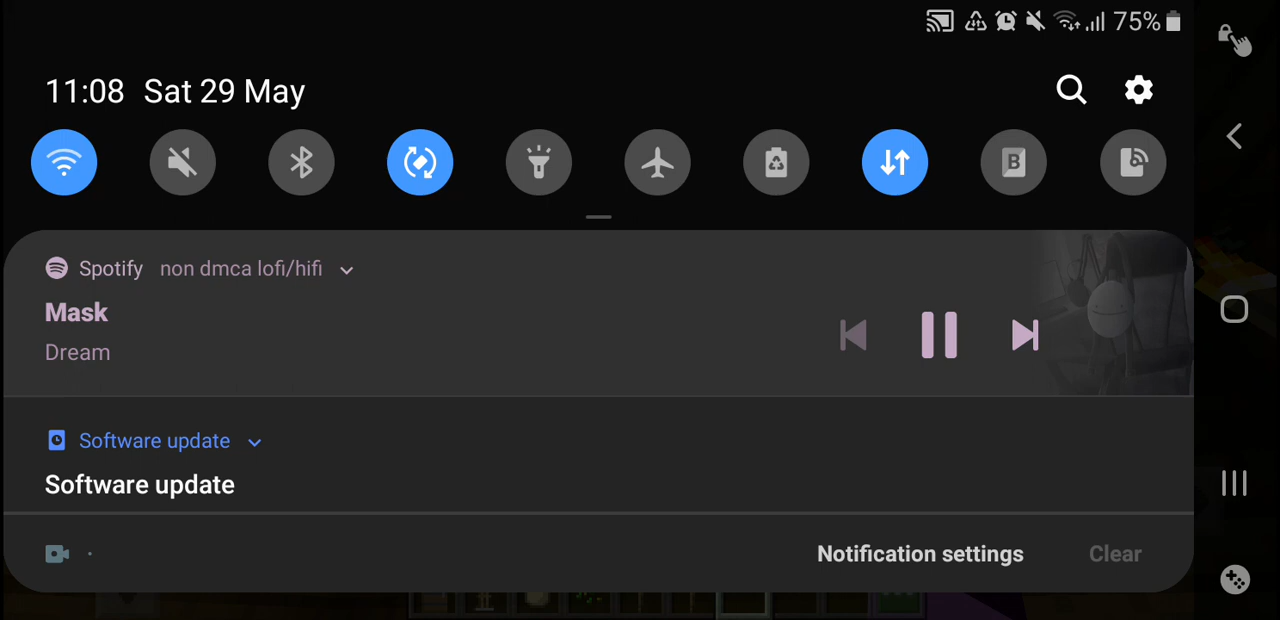 75%
11:08 Sat 29 May
B
Spotify non dmca lofi/hifi
Mask
Dream
Software update
Software update
Notification settings Clear